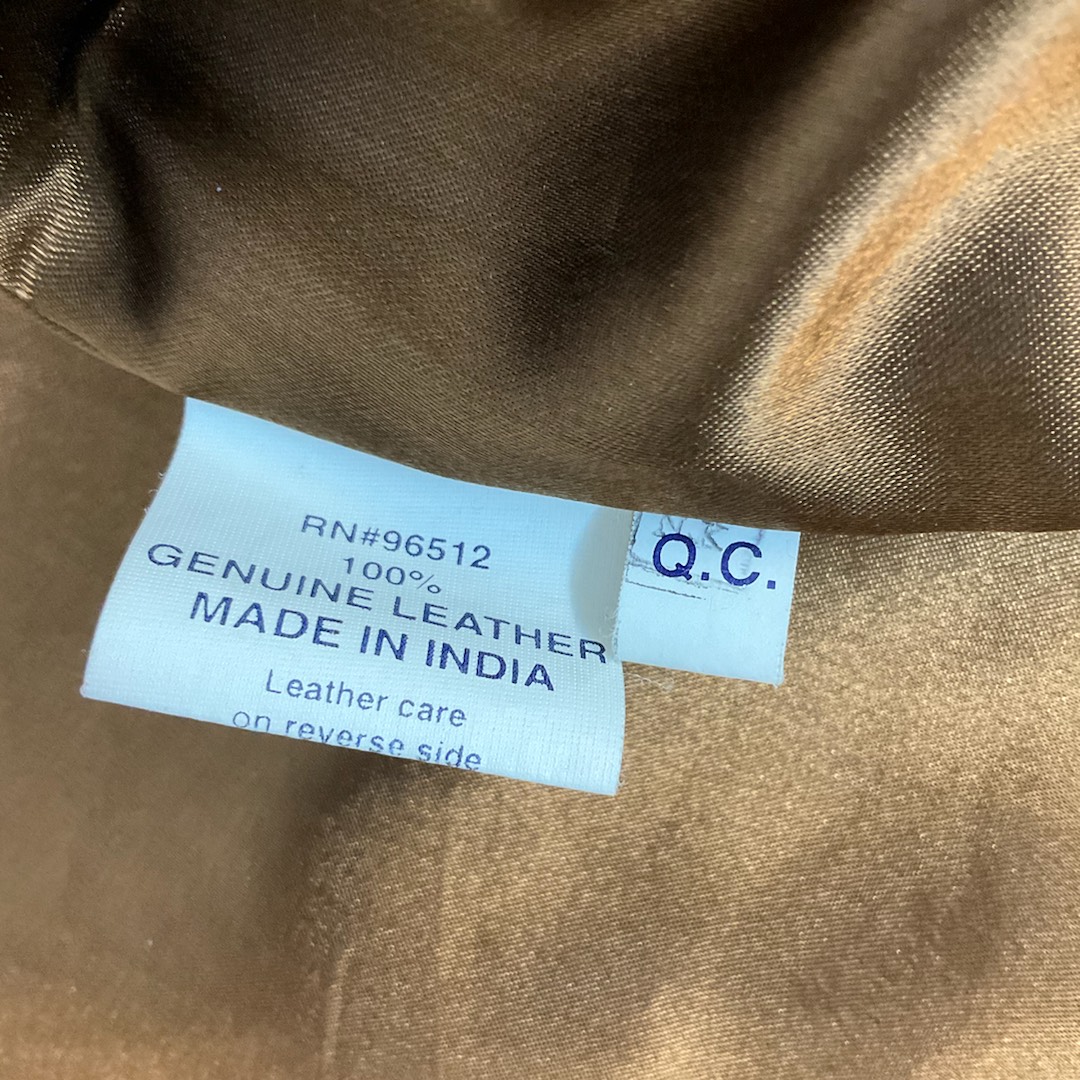 RN#96512
100%
GENUINE LEATHER
MADE IN INDIA
Leather care
on reverse side
Q.C.